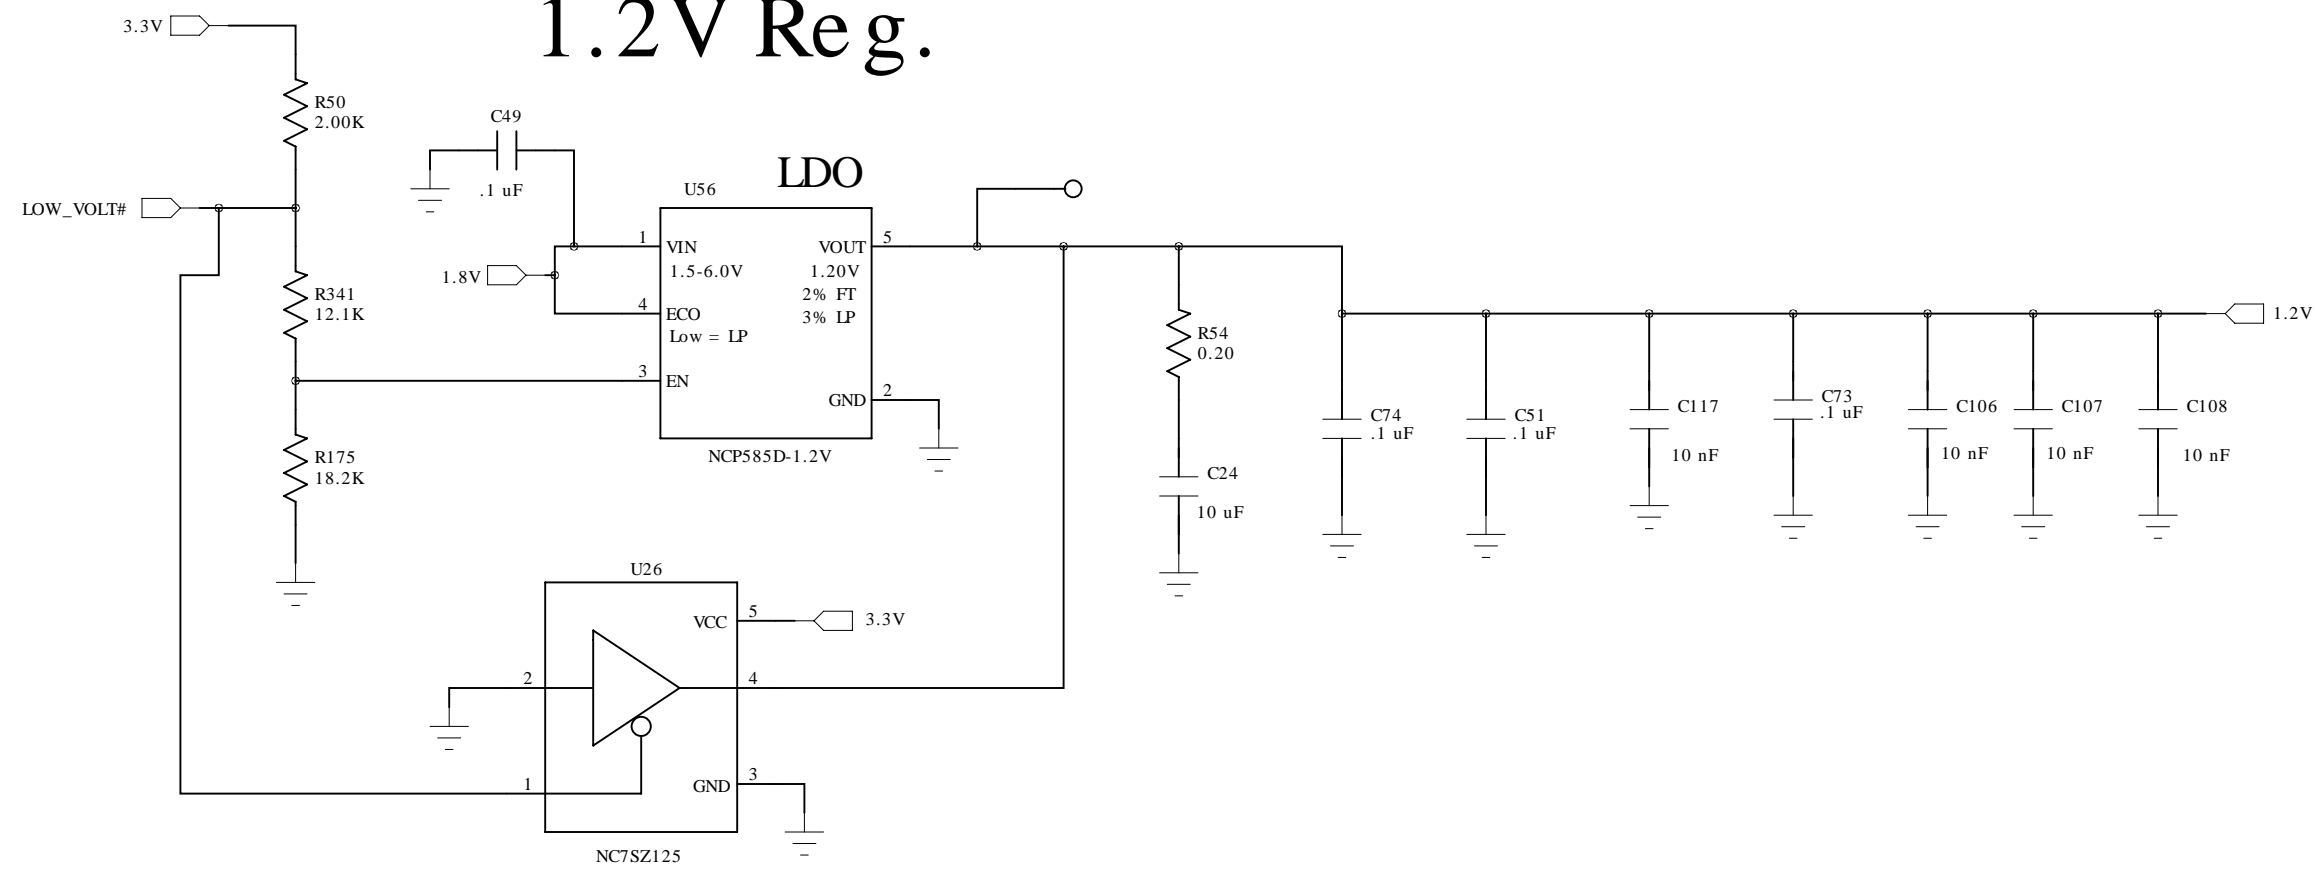 1.2V Reg.
3.3V
R50
2.00K
LOW_VOLT#
R341
12.1K
R175
18.2K
C49
.1 uF
1.8V
LDO
U56
1
VIN
1.5-6.0V
4
ECO
Low = LP
3
EN
VOUT
5
1.20V
2% FT
3% LP
GND
2
NCP585D-1.2V
R54
0.20
C24
10 uF
C74
.1 uF
C51
.1 uF
C117
10 nF
C73
.1 uF
C106
10 nF
C107
10 nF
C108
10 nF
1.2V
U26
VCC
5
3.3V
2
4
1
GND
3
NC7SZ125